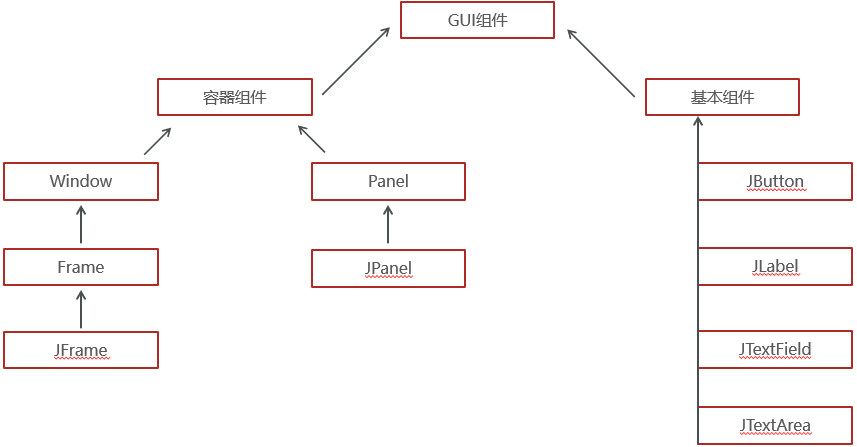 GUI组件
容器组件
基本组件
Window
Panel
JButton
Frame
JPanel
JLabel
JFrame
JTextField
JTextArea